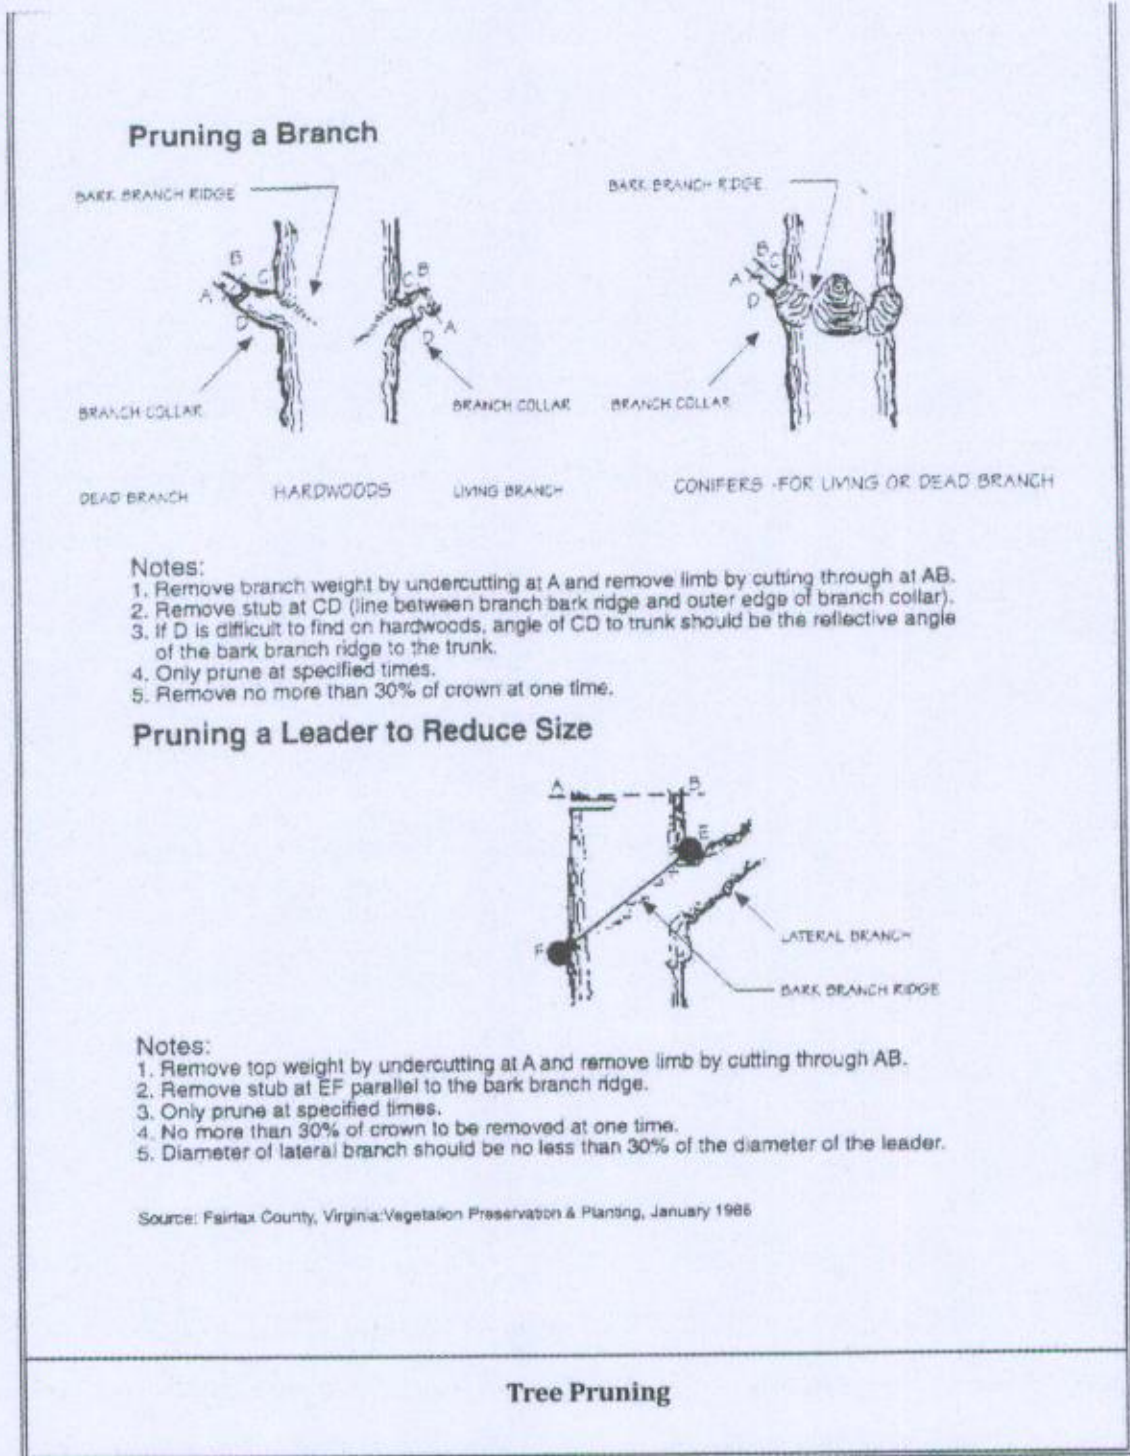 Pruning a Branch
BARK BRANCH RIDGE
BARK BRANCH RIDGE
B
C
A
D
C B
A
D
B
C
A
D
BRANCH COLLAR
BRANCH COLLAR
BRANCH COLLAR
DEAD BRANCH
HARDWOODS
LIVING BRANCH
CONIFERS -FOR LIVING OR DEAD BRANCH
Notes:
1. Remove branch weight by undercutting at A and remove limb by cutting through at AB.
2. Remove stub at CD (line between branch bark ridge and outer edge of branch collar).
3. If D is difficult to find on hardwoods, angle of CD to trunk should be the reflective angle
of the bark branch ridge to the trunk.
4. Only prune at specified times.
5. Remove no more than 30% of crown at one time.
Pruning a Leader to Reduce Size
A
B
E
F
LATERAL BRANCH
BARK BRANCH RIDGE
Notes:
1. Remove top weight by undercutting at A and remove limb by cutting through AB.
2. Remove stub at EF parallel to the bark branch ridge.
3. Only prune at specified times.
4. No more than 30% of crown to be removed at one time.
5. Diameter of lateral branch should be no less than 30% of the diameter of the leader.
Source: Fairfax County, Virginia:Vegetation Preservation & Planting, January 1986
Tree Pruning